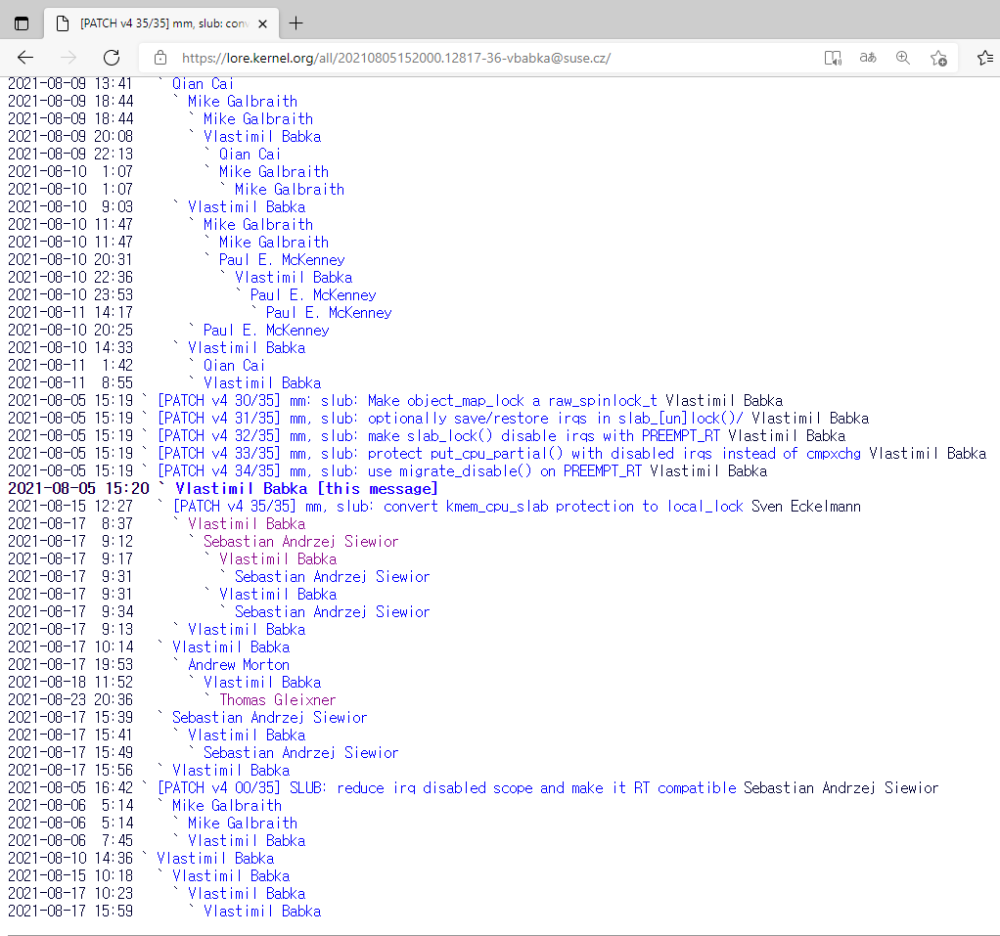 [PATCH v4 35/35] mm, slub: conv
https://lore.kernel.org/all/20210805152000.12817-36-vbabka@suse.cz/
2021-08-09 13:41 ` Qian Cai
2021-08-09 18:44 ` Mike Galbraith
2021-08-09 18:44 ` Mike Galbraith
2021-08-09 20:08 ` Vlastimil Babka
2021-08-09 22:13 ` Qian Cai
2021-08-10 1:07 ` Mike Galbraith
2021-08-10 1:07 ` Mike Galbraith
2021-08-10 9:03 ` Vlastimil Babka
2021-08-10 11:47 ` Mike Galbraith
2021-08-10 11:47 ` Mike Galbraith
2021-08-10 20:31 ` Paul E. McKenney
2021-08-10 22:36 ` Vlastimil Babka
2021-08-10 23:53 ` Paul E. McKenney
2021-08-11 14:17 ` Paul E. McKenney
2021-08-10 20:25 ` Paul E. McKenney
2021-08-10 14:33 ` Vlastimil Babka
2021-08-11 1:42 ` Qian Cai
2021-08-11 8:55 ` Vlastimil Babka
2021-08-05 15:19 ` [PATCH v4 30/35] mm: slub: Make object_map_lock a raw_spinlock_t Vlastimil Babka
2021-08-05 15:19 ` [PATCH v4 31/35] mm, slub: optionally save/restore irqs in slab_[un]lock()/ Vlastimil Babka
2021-08-05 15:19 ` [PATCH v4 32/35] mm, slub: make slab_lock() disable irqs with PREEMPT_RT Vlastimil Babka
2021-08-05 15:19 ` [PATCH v4 33/35] mm, slub: protect put_cpu_partial() with disabled irqs instead of cmpxchg Vlastimil Babka
2021-08-05 15:19 ` [PATCH v4 34/35] mm, slub: use migrate_disable() on PREEMPT_RT Vlastimil Babka
2021-08-05 15:20 ` Vlastimil Babka [this message]
2021-08-15 12:27 ` [PATCH v4 35/35] mm, slub: convert kmem_cpu_slab protection to local_lock Sven Eckelmann
2021-08-17 8:37 ` Vlastimil Babka
2021-08-17 9:12 ` Sebastian Andrzej Siewior
2021-08-17 9:17 ` Vlastimil Babka
2021-08-17 9:31 ` Sebastian Andrzej Siewior
2021-08-17 9:31 ` Vlastimil Babka
2021-08-17 9:34 ` Sebastian Andrzej Siewior
2021-08-17 9:13 ` Vlastimil Babka
2021-08-17 10:14 ` Vlastimil Babka
2021-08-17 19:53 ` Andrew Morton
2021-08-18 11:52 ` Vlastimil Babka
2021-08-23 20:36 ` Thomas Gleixner
2021-08-17 15:39 ` Sebastian Andrzej Siewior
2021-08-17 15:41 ` Vlastimil Babka
2021-08-17 15:49 ` Sebastian Andrzej Siewior
2021-08-17 15:56 ` Vlastimil Babka
2021-08-05 16:42 ` [PATCH v4 00/35] SLUB: reduce irq disabled scope and make it RT compatible Sebastian Andrzej Siewior
2021-08-06 5:14 ` Mike Galbraith
2021-08-06 5:14 ` Mike Galbraith
2021-08-06 7:45 ` Vlastimil Babka
2021-08-10 14:36 ` Vlastimil Babka
2021-08-15 10:18 ` Vlastimil Babka
2021-08-17 10:23 ` Vlastimil Babka
2021-08-17 15:59 ` Vlastimil Babka